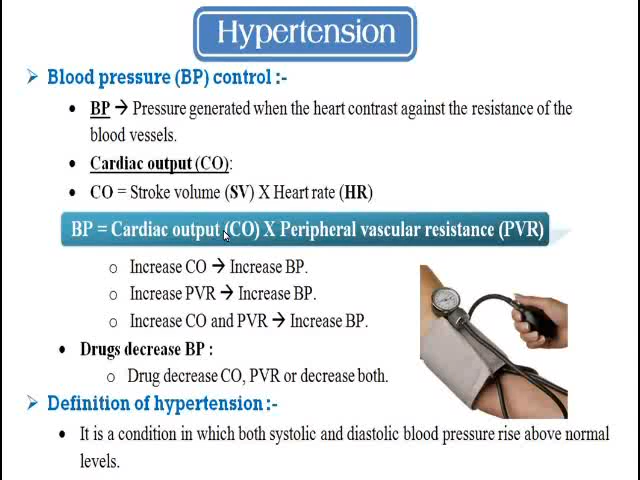 Hypertension
➢ Blood pressure (BP) control :-
• BP → Pressure generated when the heart contrast against the resistance of the
blood vessels.
• Cardiac output (CO):
• CO = Stroke volume (SV) X Heart rate (HR)
BP = Cardiac output (CO) X Peripheral vascular resistance (PVR)
o Increase CO → Increase BP.
o Increase PVR → Increase BP.
o Increase CO and PVR → Increase BP.
• Drugs decrease BP :
o Drug decrease CO, PVR or decrease both.
➢ Definition of hypertension :-
• It is a condition in which both systolic and diastolic blood pressure rise above normal
levels.